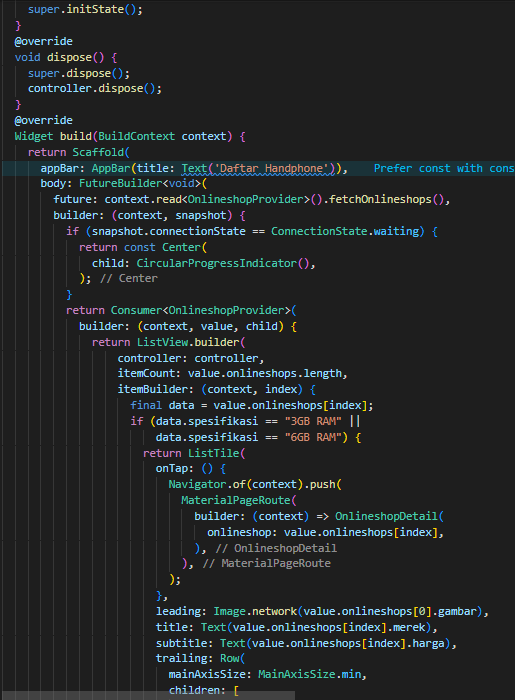 super.initState();
}
@override
void dispose() {
super.dispose();
controller.dispose();
}
@override
Widget build(BuildContext context) {
return Scaffold(
appBar: AppBar(title: Text('Daftar Handphone')), Prefer const with cons
body: FutureBuilder<void>(
future: context.read<OnlineshopProvider>().fetchOnlineshops(),
builder: (context, snapshot) {
if (snapshot.connectionState == ConnectionState.waiting) {
return const Center(
child: CircularProgressIndicator(),
); // Center
}
return Consumer<OnlineshopProvider>(
builder: (context, value, child) {
return ListView.builder(
controller: controller,
itemCount: value.onlineshops.length,
itemBuilder: (context, index) {
final data = value.onlineshops[index];
if (data.spesifikasi == "3GB RAM" ||
data.spesifikasi == "6GB RAM") {
return ListTile(
onTap: () {
Navigator.of(context).push(
MaterialPageRoute(
builder: (context) => OnlineshopDetail(
onlineshop: value.onlineshops[index],
), // OnlineshopDetail
), // MaterialPageRoute
);
},
leading: Image.network(value.onlineshops[0].gambar),
title: Text(value.onlineshops[index].merek),
subtitle: Text(value.onlineshops[index].harga),
trailing: Row(
mainAxisSize: MainAxisSize.min,
children: [